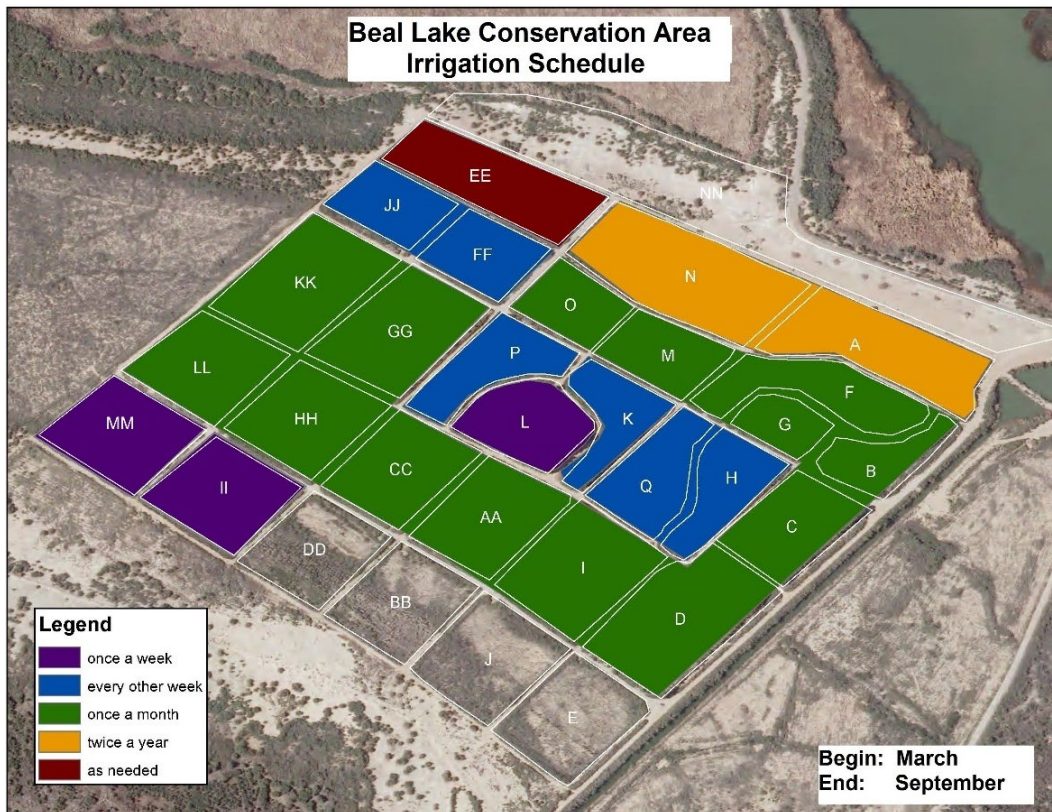 Beal Lake Conservation Area
Irrigation Schedule
EE
NN
JJ
FF
N
KK
O
A
GG
P
M
LL
F
MM
HH
L
K
G
B
II
CC
Q
H
AA
C
DD
I
BB
D
J
E
Legend
once a week
every other week
once a month
twice a year
as needed
Begin: March
End: September